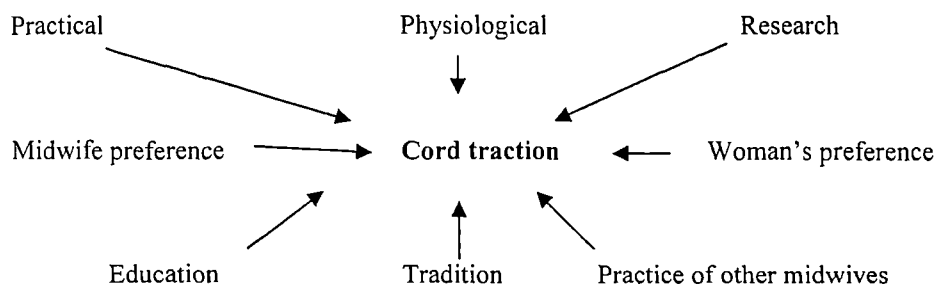 Practical Physiological Research
Midwife preference Cord traction Woman's preference
Education Tradition Practice of other midwives